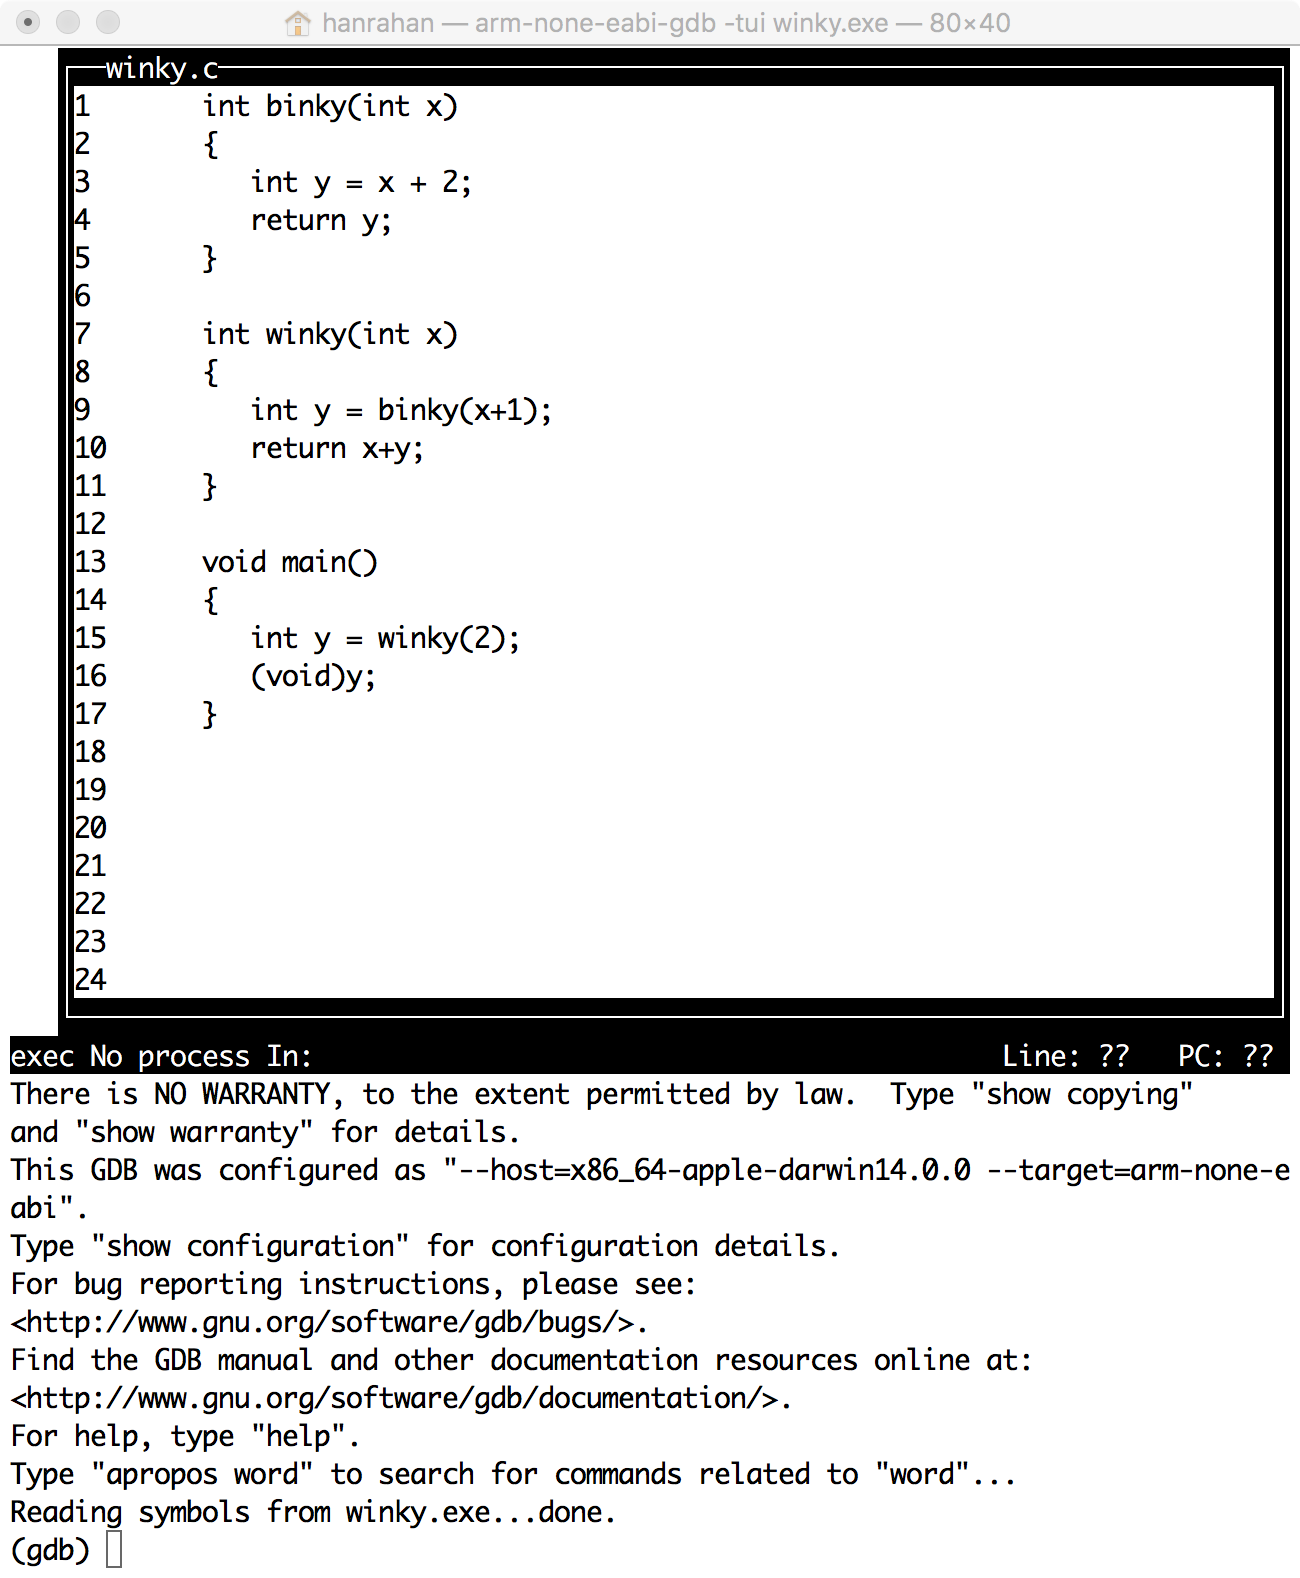 hanrahan — arm-none-eabi-gdb -tui winky.exe — 80×40
winky.c
1 int binky(int x)
2 {
3 int y = x + 2;
4 return y;
5 }
6
7 int winky(int x)
8 {
9 int y = binky(x+1);
10 return x+y;
11 }
12
13 void main()
14 {
15 int y = winky(2);
16 (void)y;
17 }
18
19
20
21
22
23
24
exec No process In: Line: ?? PC: ??
There is NO WARRANTY, to the extent permitted by law.  Type "show copying"
and "show warranty" for details.
This GDB was configured as "--host=x86_64-apple-darwin14.0.0 --target=arm-none-e
abi".
Type "show configuration" for configuration details.
For bug reporting instructions, please see:
<http://www.gnu.org/software/gdb/bugs/>.
Find the GDB manual and other documentation resources online at:
<http://www.gnu.org/software/gdb/documentation/>.
For help, type "help".
Type "apropos word" to search for commands related to "word"...
Reading symbols from winky.exe...done.
(gdb)